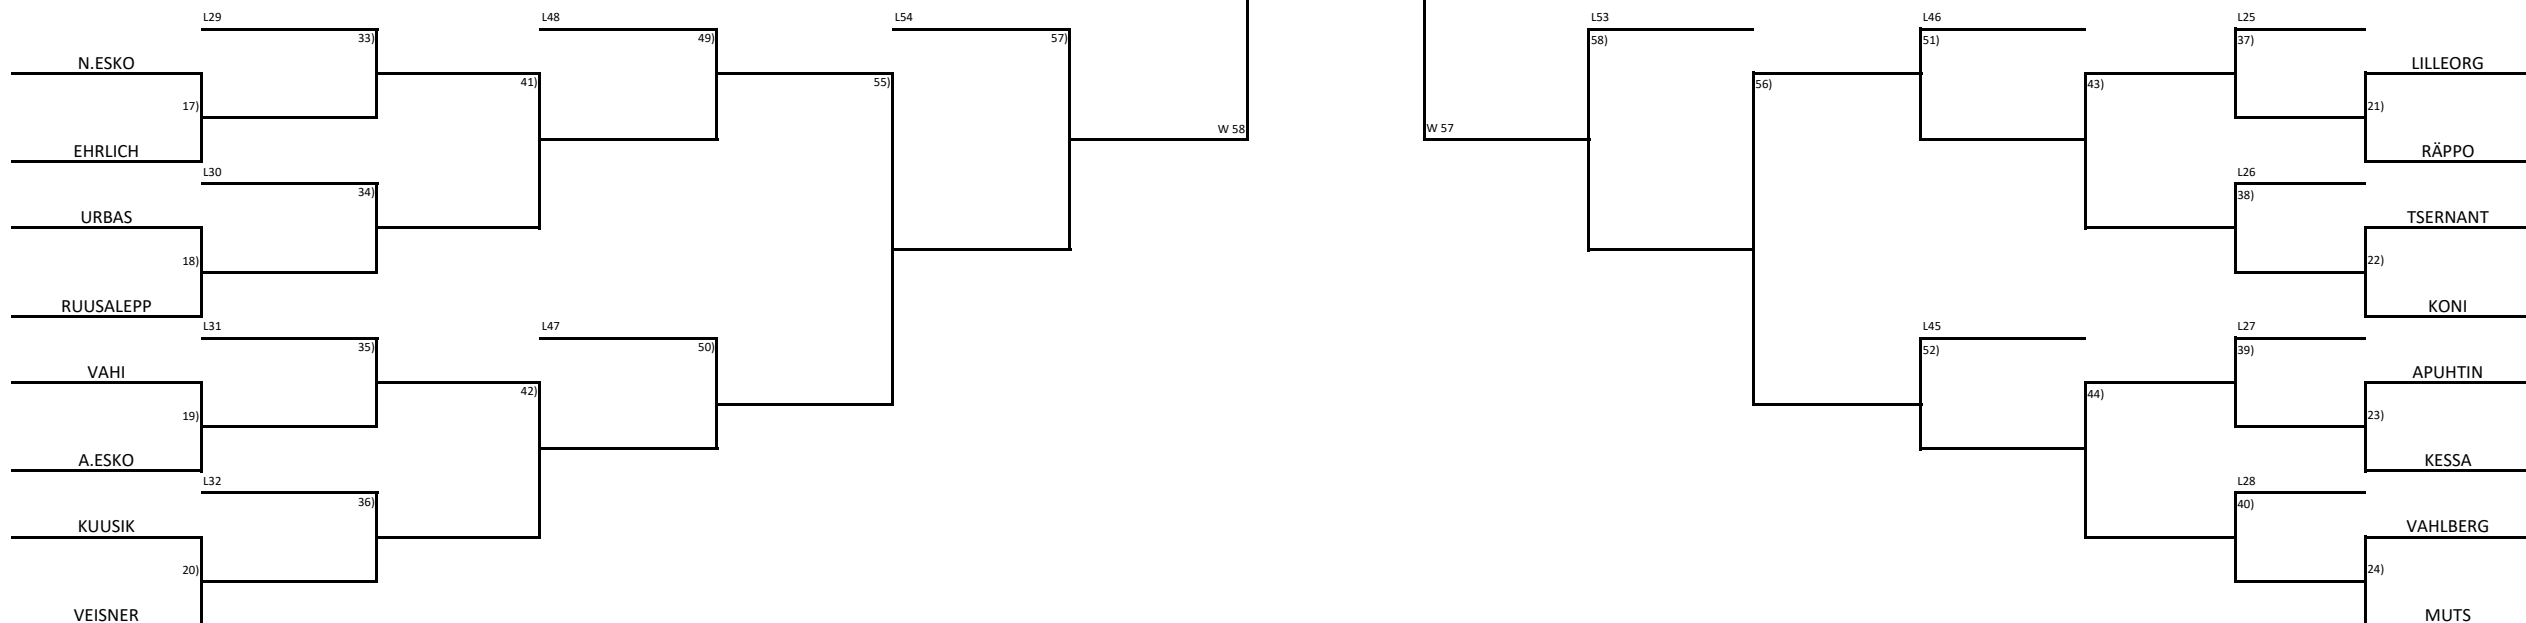 L29 L48 L54 L53 L46 L25
33) 49) 57) 58) 51) 37)
N.ESKO LILLEORG
41) 55) 56) 43)
17) 21)
W 58 W 57
EHRLICH RÄPPO
L30 L26
34) 38)
URBAS TSERNANT
18) 22)
RUUSALEPP KONI
L31 L47 L45 L27
35) 50) 52) 39)
VAHI APUHTIN
42) 44)
19) 23)
A.ESKO KESSA
L32 L28
36) 40)
KUUSIK VAHLBERG
20) 24)
VEISNER MUTS